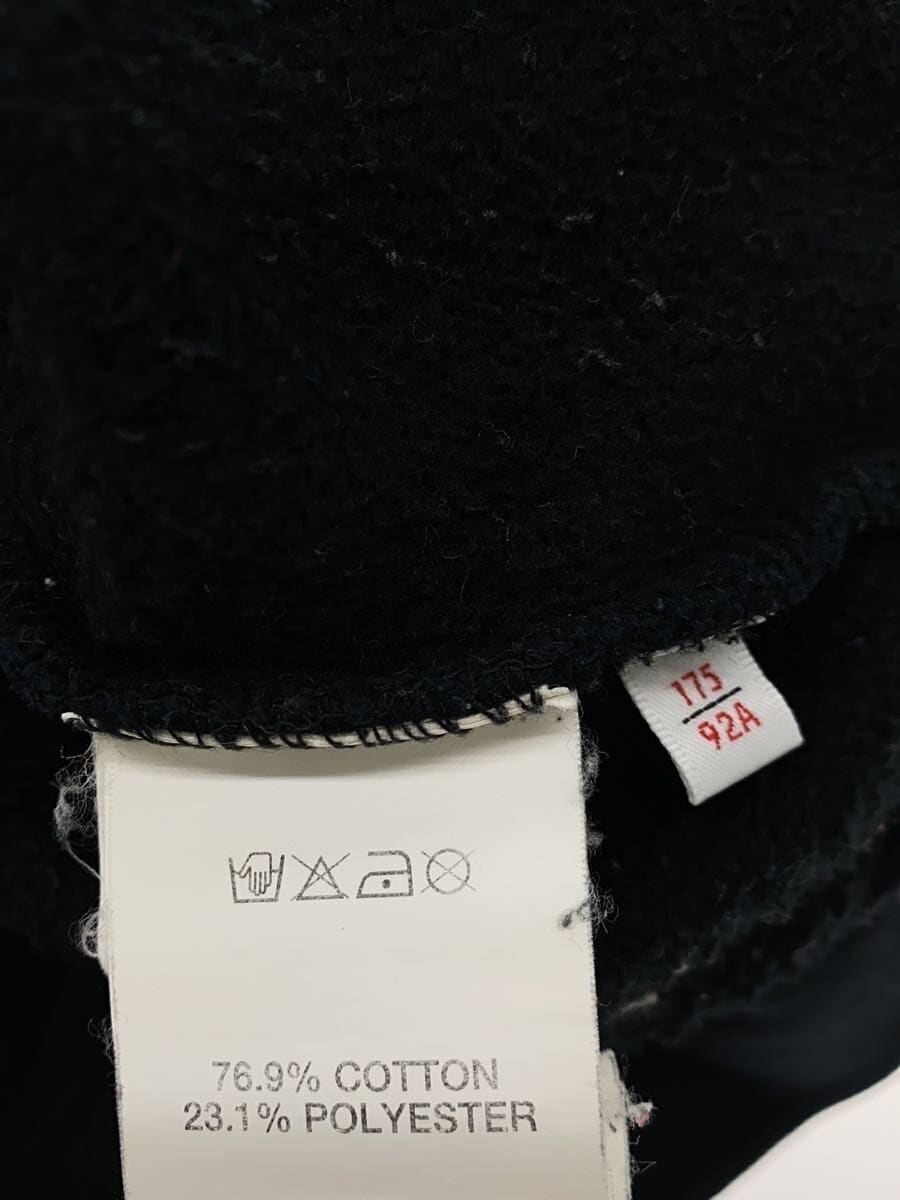 175
92A
76.9% COTTON
23.1% POLYESTER